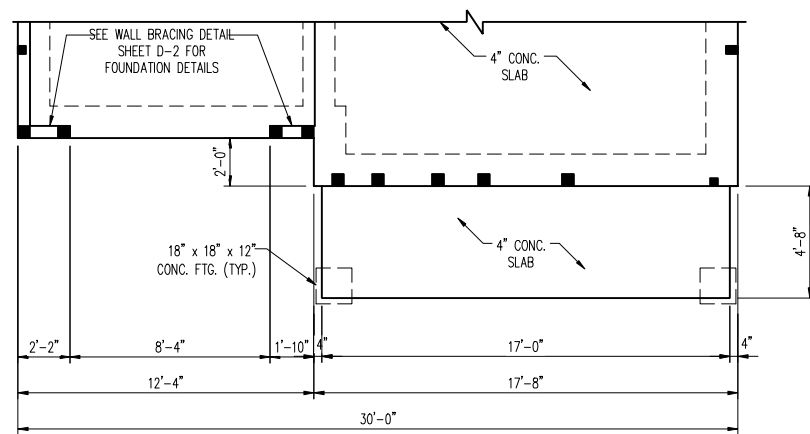 SEE WALL BRACING DETAIL
SHEET D-2 FOR
FOUNDATION DETAILS
4" CONC.
SLAB
2'-0"
18" x 18" x 12"
CONC. FTG. (TYP.)
4" CONC.
SLAB
4'-8"
2'-2"
8'-4"
1'-10"
4"
17'-0"
4"
12'-4"
17'-8"
30'-0"